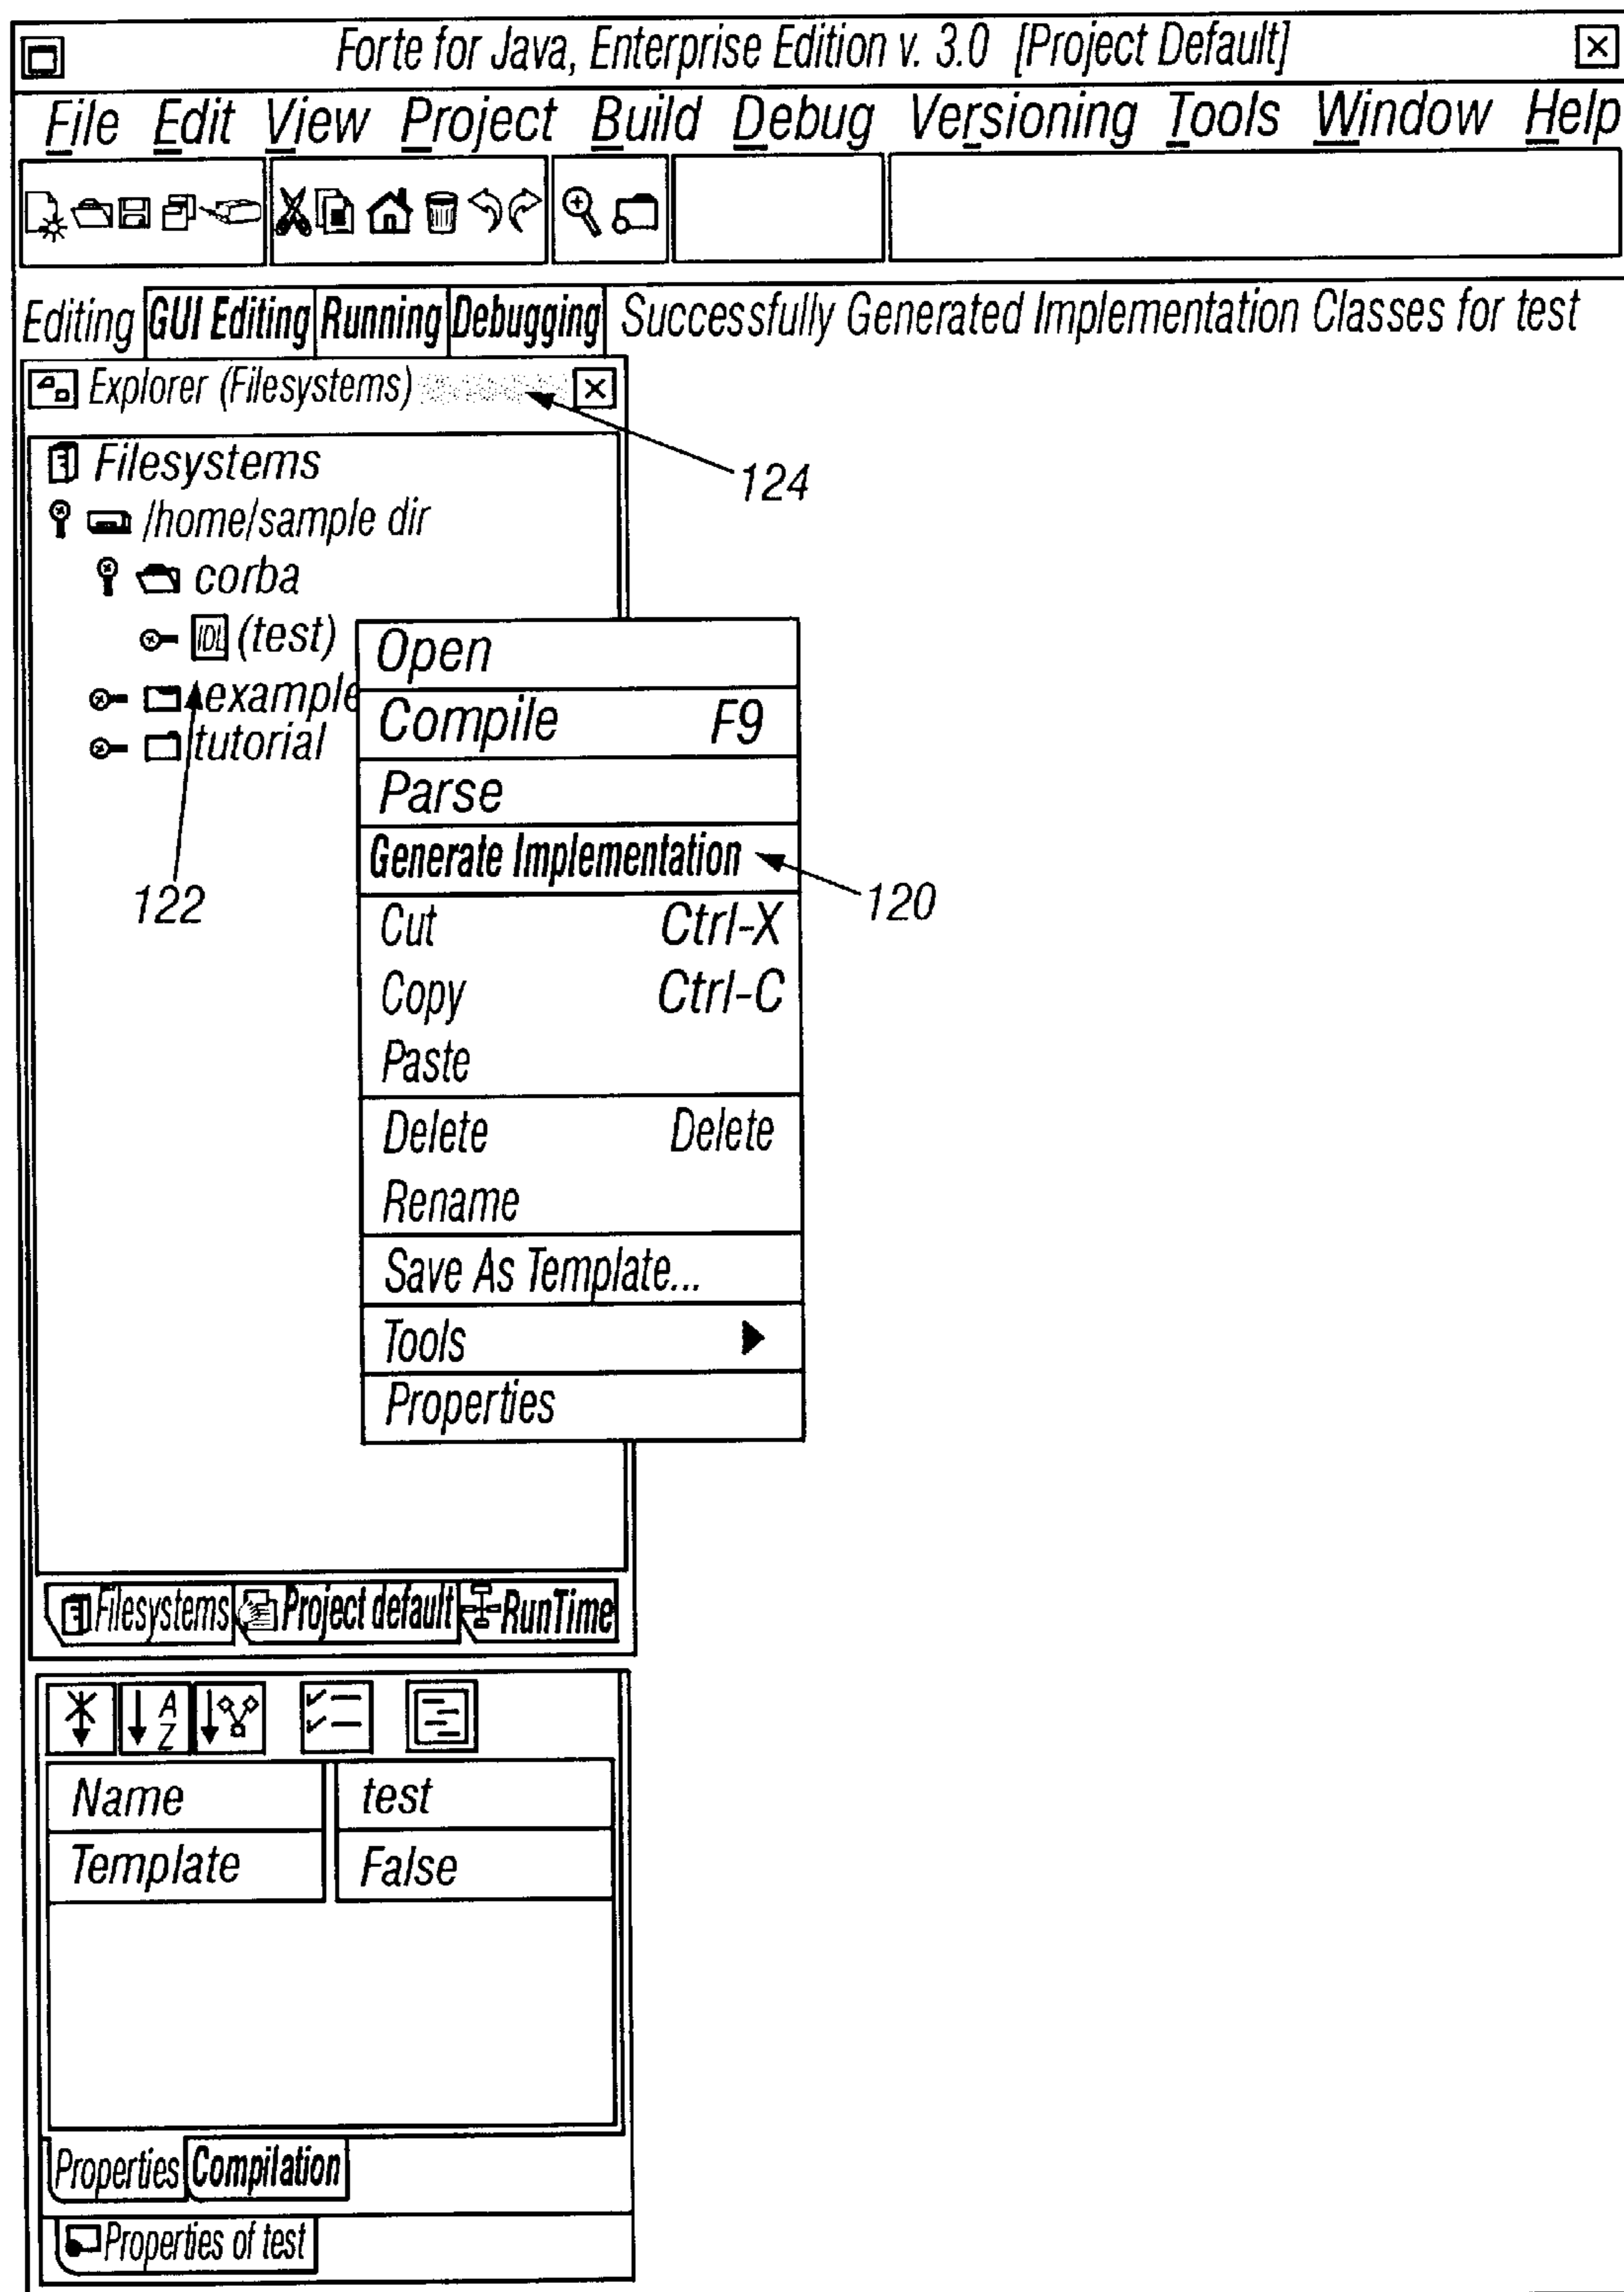 Forte for Java, Enterprise Edition v. 3.0 [Project Default]
File Edit View Project Build Debug Versioning Tools Window Help
Editing GUI Editing Running Debugging Successfully Generated Implementation Classes for test
Explorer (Filesystems)
124
Filesystems
/home/sample dir
corba
IDL (test)
example
tutorial
122
Open
Compile F9
Parse
Generate Implementation
120
Cut Ctrl-X
Copy Ctrl-C
Paste
Delete Delete
Rename
Save As Template...
Tools
Properties
Filesystems Project default RunTime
A
Z
Name test
Template False
Properties Compilation
Properties of test